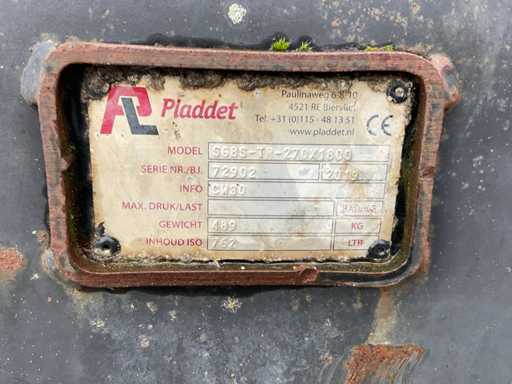 Pladdet
Paulinaweg 6-8-10
4521 RE Biervliet
Tel. +31 (0)115 - 48 13 51
www.pladdet.nl
CE
MODEL
SERIE NR./BJ. 72902 2019
INFO CW30
MAX. DRUK/LAST
GEWICHT 489 KG
INHOUD ISO 762 LTR